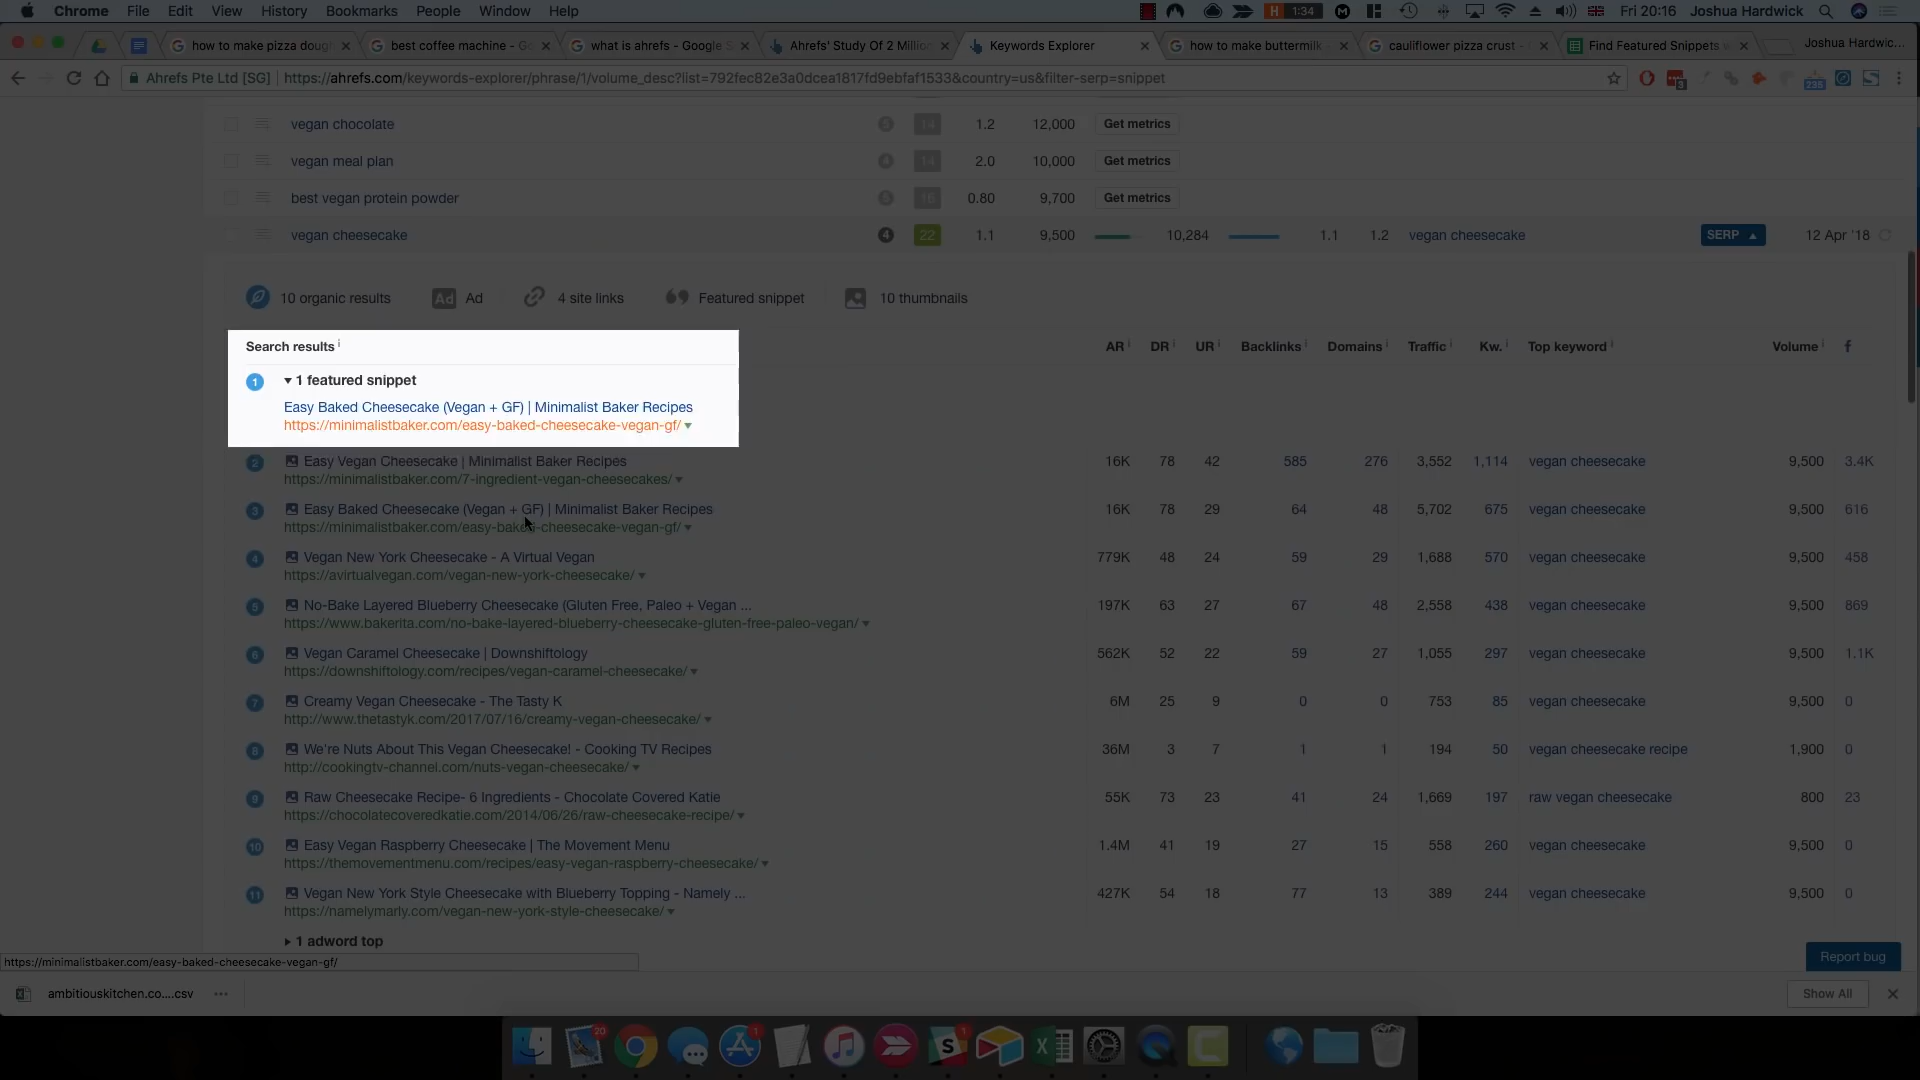 Chrome File Edit View History Bookmarks People Window Help 1:34 Fri 20:16 Joshua Hardwick
how to make pizza doug best coffee machine - Go what is ahrefs - Google S Ahrefs' Study Of 2 Million Keywords Explorer how to make buttermilk cauliflower pizza crust - Find Featured Snippets Joshua Hardwic...
Ahrefs Pte Ltd [SG] https://ahrefs.com/keywords-explorer/phrase/1/volume_desc?list=792fec82e3a0dcea1817fd9ebfaf1533&country=us&filter-serp=snippet
vegan chocolate 5 14 1.2 12,000 Get metrics
vegan meal plan 4 14 2.0 10,000 Get metrics
best vegan protein powder 5 16 0.80 9,700 Get metrics
vegan cheesecake 4 22 1.1 9,500 10,284 1.1 1.2 vegan cheesecake SERP 12 Apr '18
10 organic results Ad Ad 4 site links Featured snippet 10 thumbnails
Search results AR DR UR Backlinks Domains Traffic Kw. Top keyword Volume f
1 1 featured snippet
Easy Baked Cheesecake (Vegan + GF) | Minimalist Baker Recipes
https://minimalistbaker.com/easy-baked-cheesecake-vegan-gf/
2 Easy Vegan Cheesecake | Minimalist Baker Recipes 16K 78 42 585 276 3,552 1,114 vegan cheesecake 9,500 3.4K
https://minimalistbaker.com/7-ingredient-vegan-cheesecakes/
3 Easy Baked Cheesecake (Vegan + GF) | Minimalist Baker Recipes 16K 78 29 64 48 5,702 675 vegan cheesecake 9,500 616
https://minimalistbaker.com/easy-baked-cheesecake-vegan-gf/
4 Vegan New York Cheesecake - A Virtual Vegan 779K 48 24 59 29 1,688 570 vegan cheesecake 9,500 458
https://avirtualvegan.com/vegan-new-york-cheesecake/
5 No-Bake Layered Blueberry Cheesecake (Gluten Free, Paleo + Vegan ... 197K 63 27 67 48 2,558 438 vegan cheesecake 9,500 869
https://www.bakerita.com/no-bake-layered-blueberry-cheesecake-gluten-free-paleo-vegan/
6 Vegan Caramel Cheesecake | Downshiftology 562K 52 22 59 27 1,055 297 vegan cheesecake 9,500 1.1K
https://downshiftology.com/recipes/vegan-caramel-cheesecake/
7 Creamy Vegan Cheesecake - The Tasty K 6M 25 9 0 0 753 85 vegan cheesecake 9,500 0
http://www.thetastyk.com/2017/07/16/creamy-vegan-cheesecake/
8 We're Nuts About This Vegan Cheesecake! - Cooking TV Recipes 36M 3 7 1 1 194 50 vegan cheesecake recipe 1,900 0
http://cookingtv-channel.com/nuts-vegan-cheesecake/
9 Raw Cheesecake Recipe- 6 Ingredients - Chocolate Covered Katie 55K 73 23 41 24 1,669 197 raw vegan cheesecake 800 23
https://chocolatecoveredkatie.com/2014/06/26/raw-cheesecake-recipe/
10 Easy Vegan Raspberry Cheesecake | The Movement Menu 1.4M 41 19 27 15 558 260 vegan cheesecake 9,500 0
https://themovementmenu.com/recipes/easy-vegan-raspberry-cheesecake/
11 Vegan New York Style Cheesecake with Blueberry Topping - Namely ... 427K 54 18 77 13 389 244 vegan cheesecake 9,500 0
https://namelymarly.com/vegan-new-york-style-cheesecake/
1 adword top
Report bug
https://minimalistbaker.com/easy-baked-cheesecake-vegan-gf/
ambitiouskitchen.co....csv Show All
20 1 1